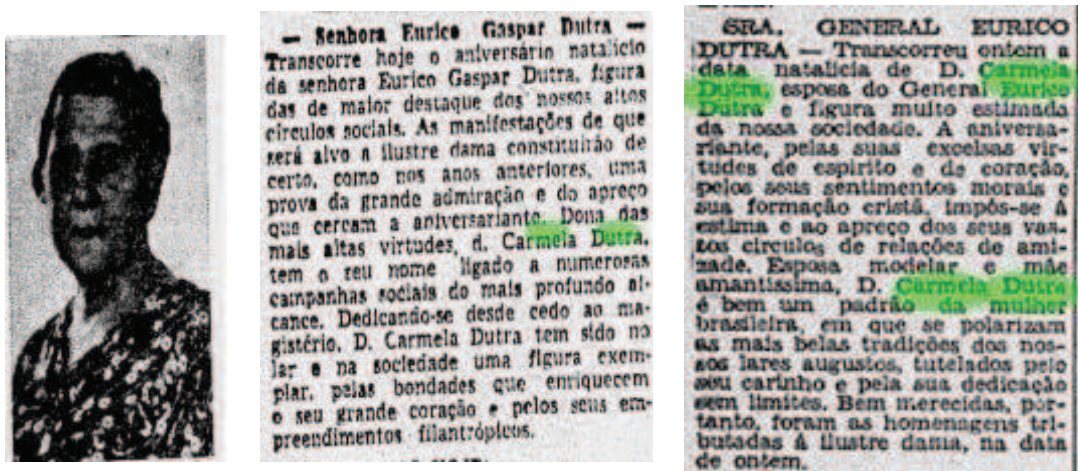 — Senhora Eurico Gaspar Dutra —
Transcorre hoje o aniversário natalício
da senhora Eurico Gaspar Dutra, figura
das de maior destaque dos nossos altos
círculos sociais. As manifestações de que
será alvo a ilustre dama constituirão de
certo, como nos anos anteriores, uma
prova da grande admiração e do apreço
que cercam a aniversariante. Dona das
mais altas virtudes, d. Carmela Dutra,
tem o seu nome ligado a numerosas
campanhas sociais do mais profundo al-
cance. Dedicando-se desde cedo ao ma-
gistério, D. Carmela Dutra tem sido no
lar e na sociedade uma figura exem-
plar, pelas bondades que enriquecem
o seu grande coração e pelos seus em-
preendimentos filantrópicos.
SRA. GENERAL EURICO
DUTRA — Transcorreu ontem a
data natalicia de D. Carmela
Dutra, esposa do General Eurico
Dutra e figura muito estimada
da nossa sociedade. A aniversa-
riante, pelas suas excelsas vir-
tudes de espirito e de coração,
pelos seus sentimentos morais e
sua formação cristã, impôs-se á
estima e ao apreço dos seus vas-
tos circulos de relações de ami-
zade. Esposa modelar e mãe
amantissima, D. Carmela Dutra
é bem um padrão da mulher
brasileira, em que se polarizam
as mais belas tradições dos nos-
sos lares augustos, tutelados pelo
seu carinho e pela sua dedicação
sem limites. Bem merecidas, por-
tanto, foram as homenagens tri-
butadas á ilustre dama, na data
de ontem.